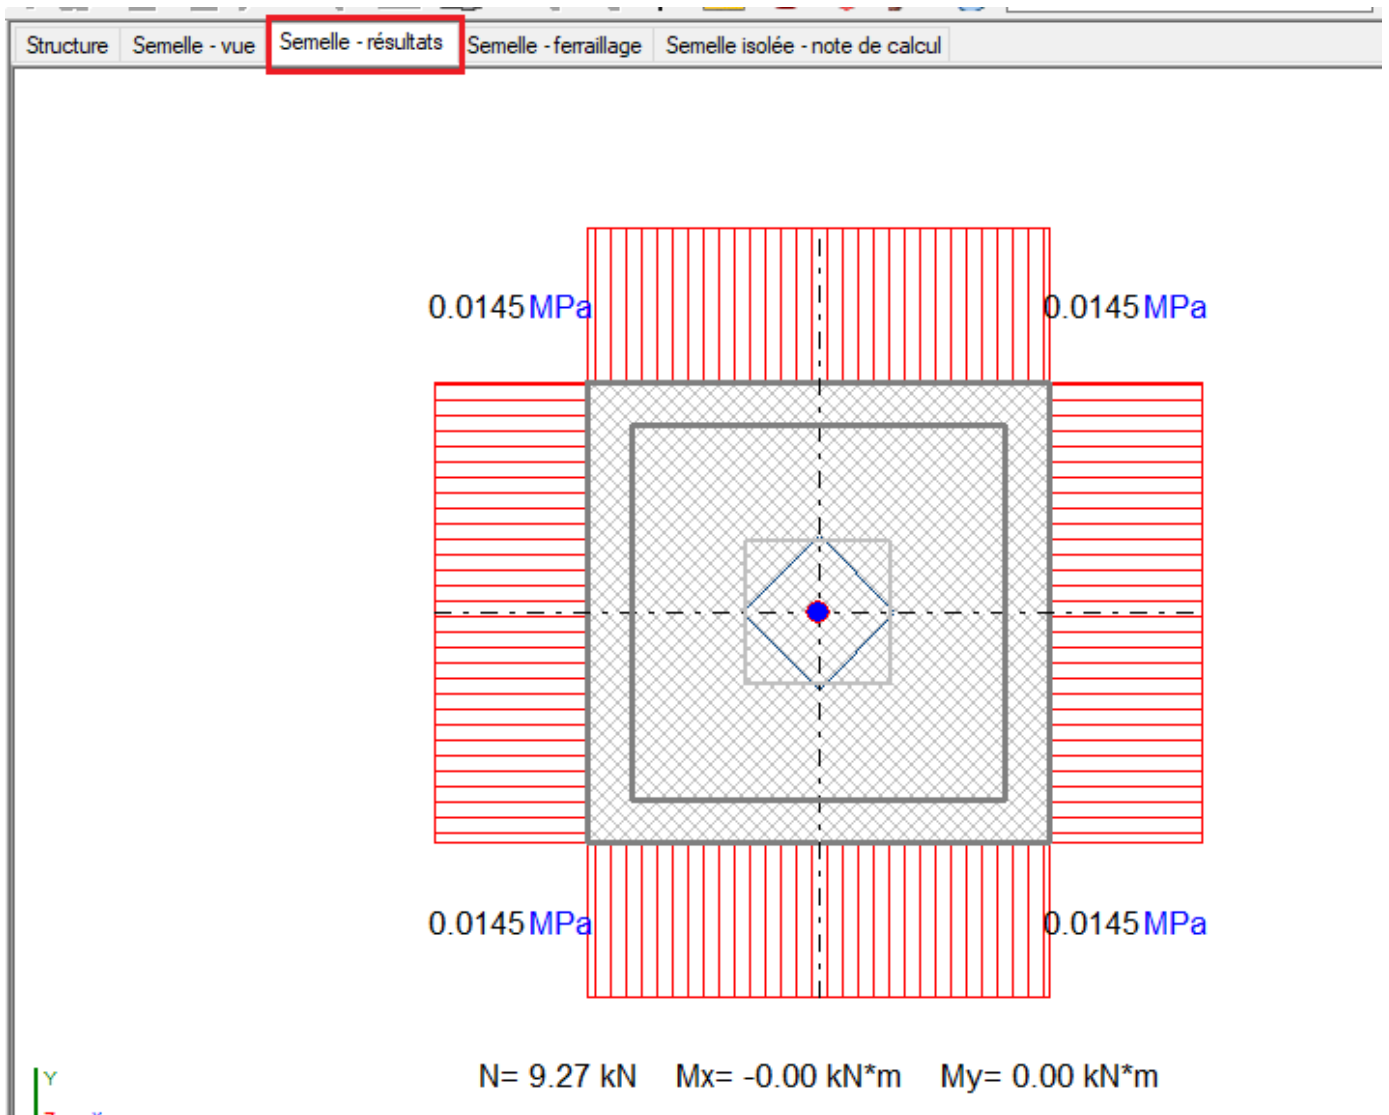 Structure Semelle - vue Semelle - résultats Semelle - ferraillage Semelle isolée - note de calcul
0.0145 MPa 0.0145 MPa
0.0145 MPa 0.0145 MPa
N= 9.27 kN Mx= -0.00 kN*m My= 0.00 kN*m
Y